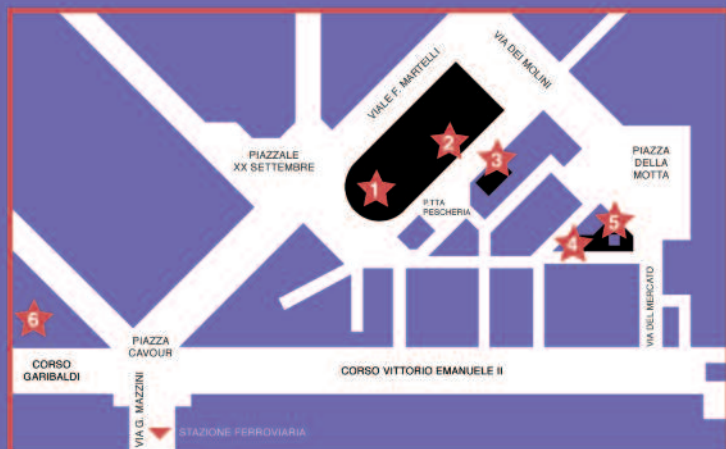 VIALE F. MARTELLI
VIA DEI MOLINI
PIAZZALE
XX SETTEMBRE
2
3
PIAZZA
DELLA
MOTTA
1
P.TTA
PESCHERIA
5
4
6
VIA DEL MERCATO
PIAZZA
CAVOUR
CORSO
GARIBALDI
CORSO VITTORIO EMANUELE II
VIA G. MAZZINI
STAZIONE FERROVIARIA